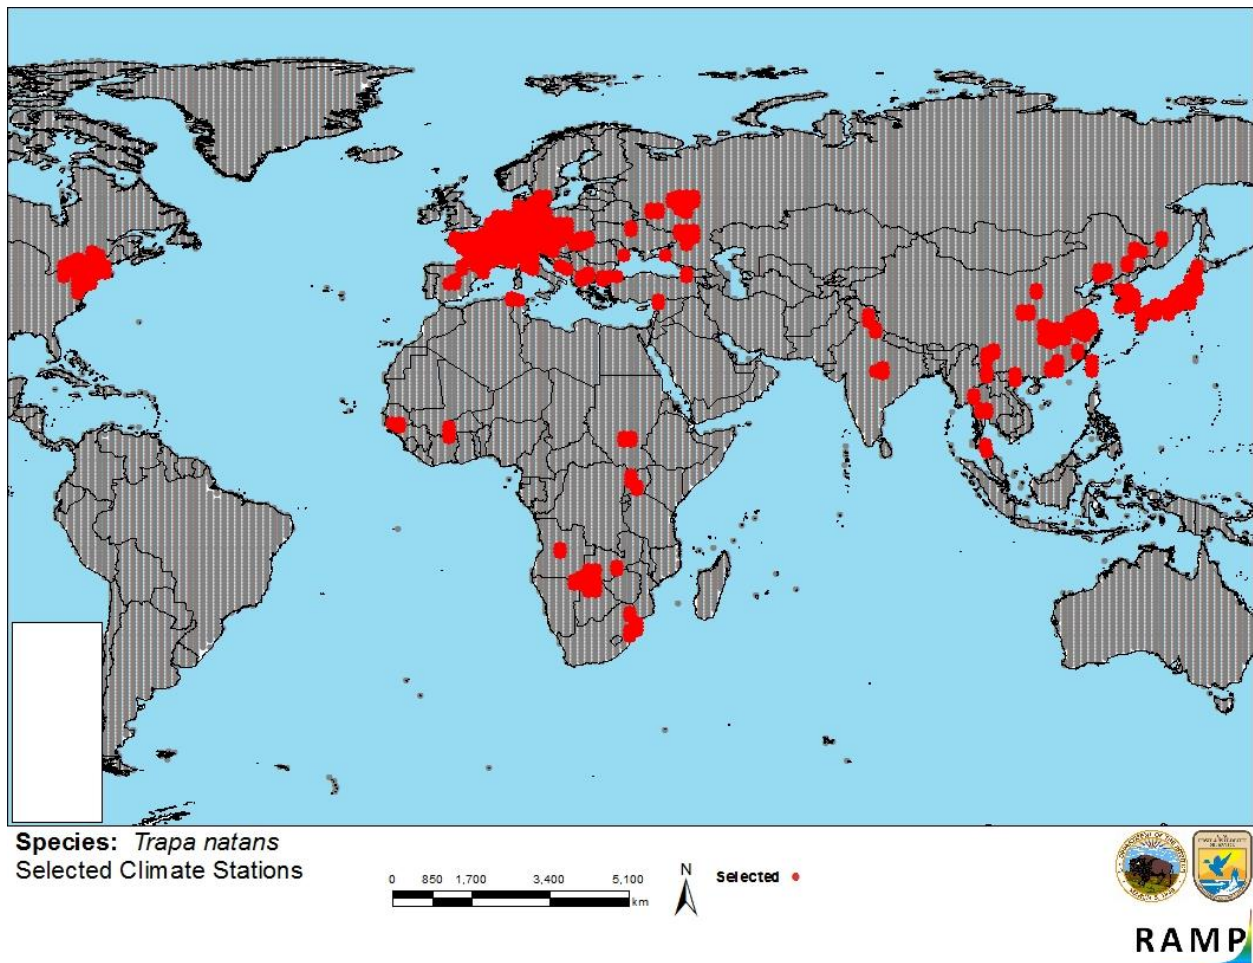 Species: Trapa natans
Selected Climate Stations
0 850 1,700 3,400 5,100
km
N
Selected
RAMP